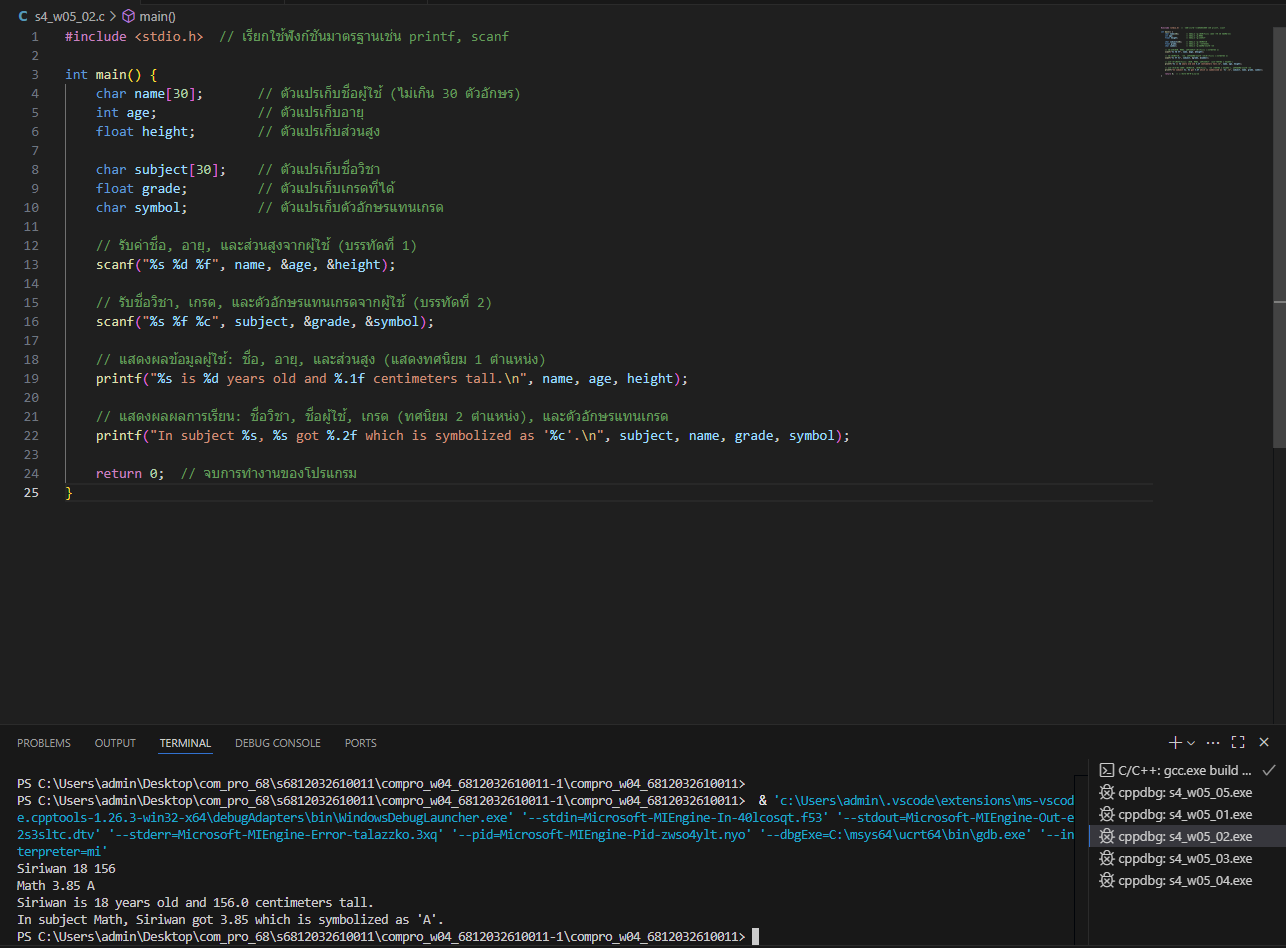 C s4_w05_02.c > main()
1 #include <stdio.h>  // เรียกใช้ฟังก์ชันมาตรฐานเช่น printf, scanf
2
3 int main() {
4     char name[30];       // ตัวแปรเก็บชื่อผู้ใช้ (ไม่เกิน 30 ตัวอักษร)
5     int age;             // ตัวแปรเก็บอายุ
6     float height;        // ตัวแปรเก็บส่วนสูง
7
8     char subject[30];    // ตัวแปรเก็บชื่อวิชา
9     float grade;         // ตัวแปรเก็บเกรดที่ได้
10     char symbol;         // ตัวแปรเก็บตัวอักษรแทนเกรด
11
12     // รับค่าชื่อ, อายุ, และส่วนสูงจากผู้ใช้ (บรรทัดที่ 1)
13     scanf("%s %d %f", name, &age, &height);
14
15     // รับชื่อวิชา, เกรด, และตัวอักษรแทนเกรดจากผู้ใช้ (บรรทัดที่ 2)
16     scanf("%s %f %c", subject, &grade, &symbol);
17
18     // แสดงผลข้อมูลผู้ใช้: ชื่อ, อายุ, และส่วนสูง (แสดงทศนิยม 1 ตำแหน่ง)
19     printf("%s is %d years old and %.1f centimeters tall.\n", name, age, height);
20
21     // แสดงผลผลการเรียน: ชื่อวิชา, ชื่อผู้ใช้, เกรด (ทศนิยม 2 ตำแหน่ง), และตัวอักษรแทนเกรด
22     printf("In subject %s, %s got %.2f which is symbolized as '%c'.\n", subject, name, grade, symbol);
23
24     return 0;  // จบการทำงานของโปรแกรม
25 }
PROBLEMS OUTPUT TERMINAL DEBUG CONSOLE PORTS
PS C:\Users\admin\Desktop\com_pro_68\s6812032610011\compro_w04_6812032610011-1\compro_w04_6812032610011>
PS C:\Users\admin\Desktop\com_pro_68\s6812032610011\compro_w04_6812032610011-1\compro_w04_6812032610011>  & 'c:\Users\admin\.vscode\extensions\ms-vscod
e.cpptools-1.26.3-win32-x64\debugAdapters\bin\WindowsDebugLauncher.exe' '--stdin=Microsoft-MIEngine-In-40lcosqt.f53' '--stdout=Microsoft-MIEngine-Out-e
2s3sltc.dtv' '--stderr=Microsoft-MIEngine-Error-talazzko.3xq' '--pid=Microsoft-MIEngine-Pid-zwso4ylt.nyo' '--dbgExe=C:\msys64\ucrt64\bin\gdb.exe' '--in
terpreter=mi'
Siriwan 18 156
Math 3.85 A
Siriwan is 18 years old and 156.0 centimeters tall.
In subject Math, Siriwan got 3.85 which is symbolized as 'A'.
PS C:\Users\admin\Desktop\com_pro_68\s6812032610011\compro_w04_6812032610011-1\compro_w04_6812032610011>
C/C++: gcc.exe build ...
cppdbg: s4_w05_05.exe
cppdbg: s4_w05_01.exe
cppdbg: s4_w05_02.exe
cppdbg: s4_w05_03.exe
cppdbg: s4_w05_04.exe